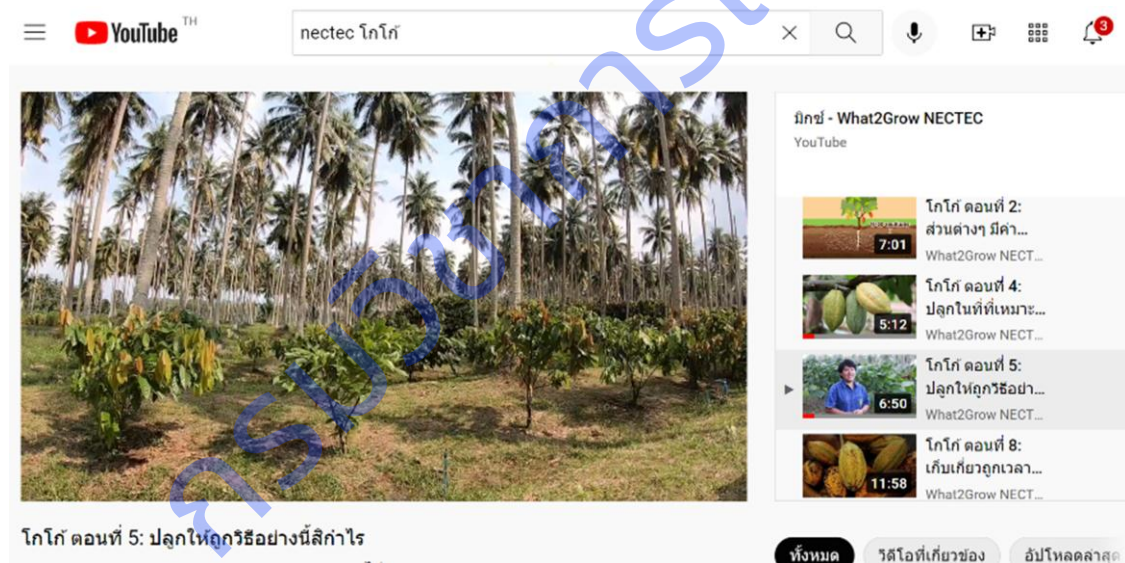 YouTube TH
nectec โกโก้
3
มิกซ์ - What2Grow NECTEC
YouTube
โกโก้ ตอนที่ 2:
ส่วนต่างๆ มีค่า...
What2Grow NECT...
7:01
โกโก้ ตอนที่ 4:
ปลูกในที่ที่เหมาะ...
What2Grow NECT...
5:12
โกโก้ ตอนที่ 5:
ปลูกให้ถูกวิธีอย่า...
What2Grow NECT...
6:50
โกโก้ ตอนที่ 8:
เก็บเกี่ยวถูกเวลา...
What2Grow NECT...
11:58
โกโก้ ตอนที่ 5: ปลูกให้ถูกวิธีอย่างนี้สิกำไร
ทั้งหมด
วิดีโอที่เกี่ยวข้อง
อัปโหลดล่าสุด